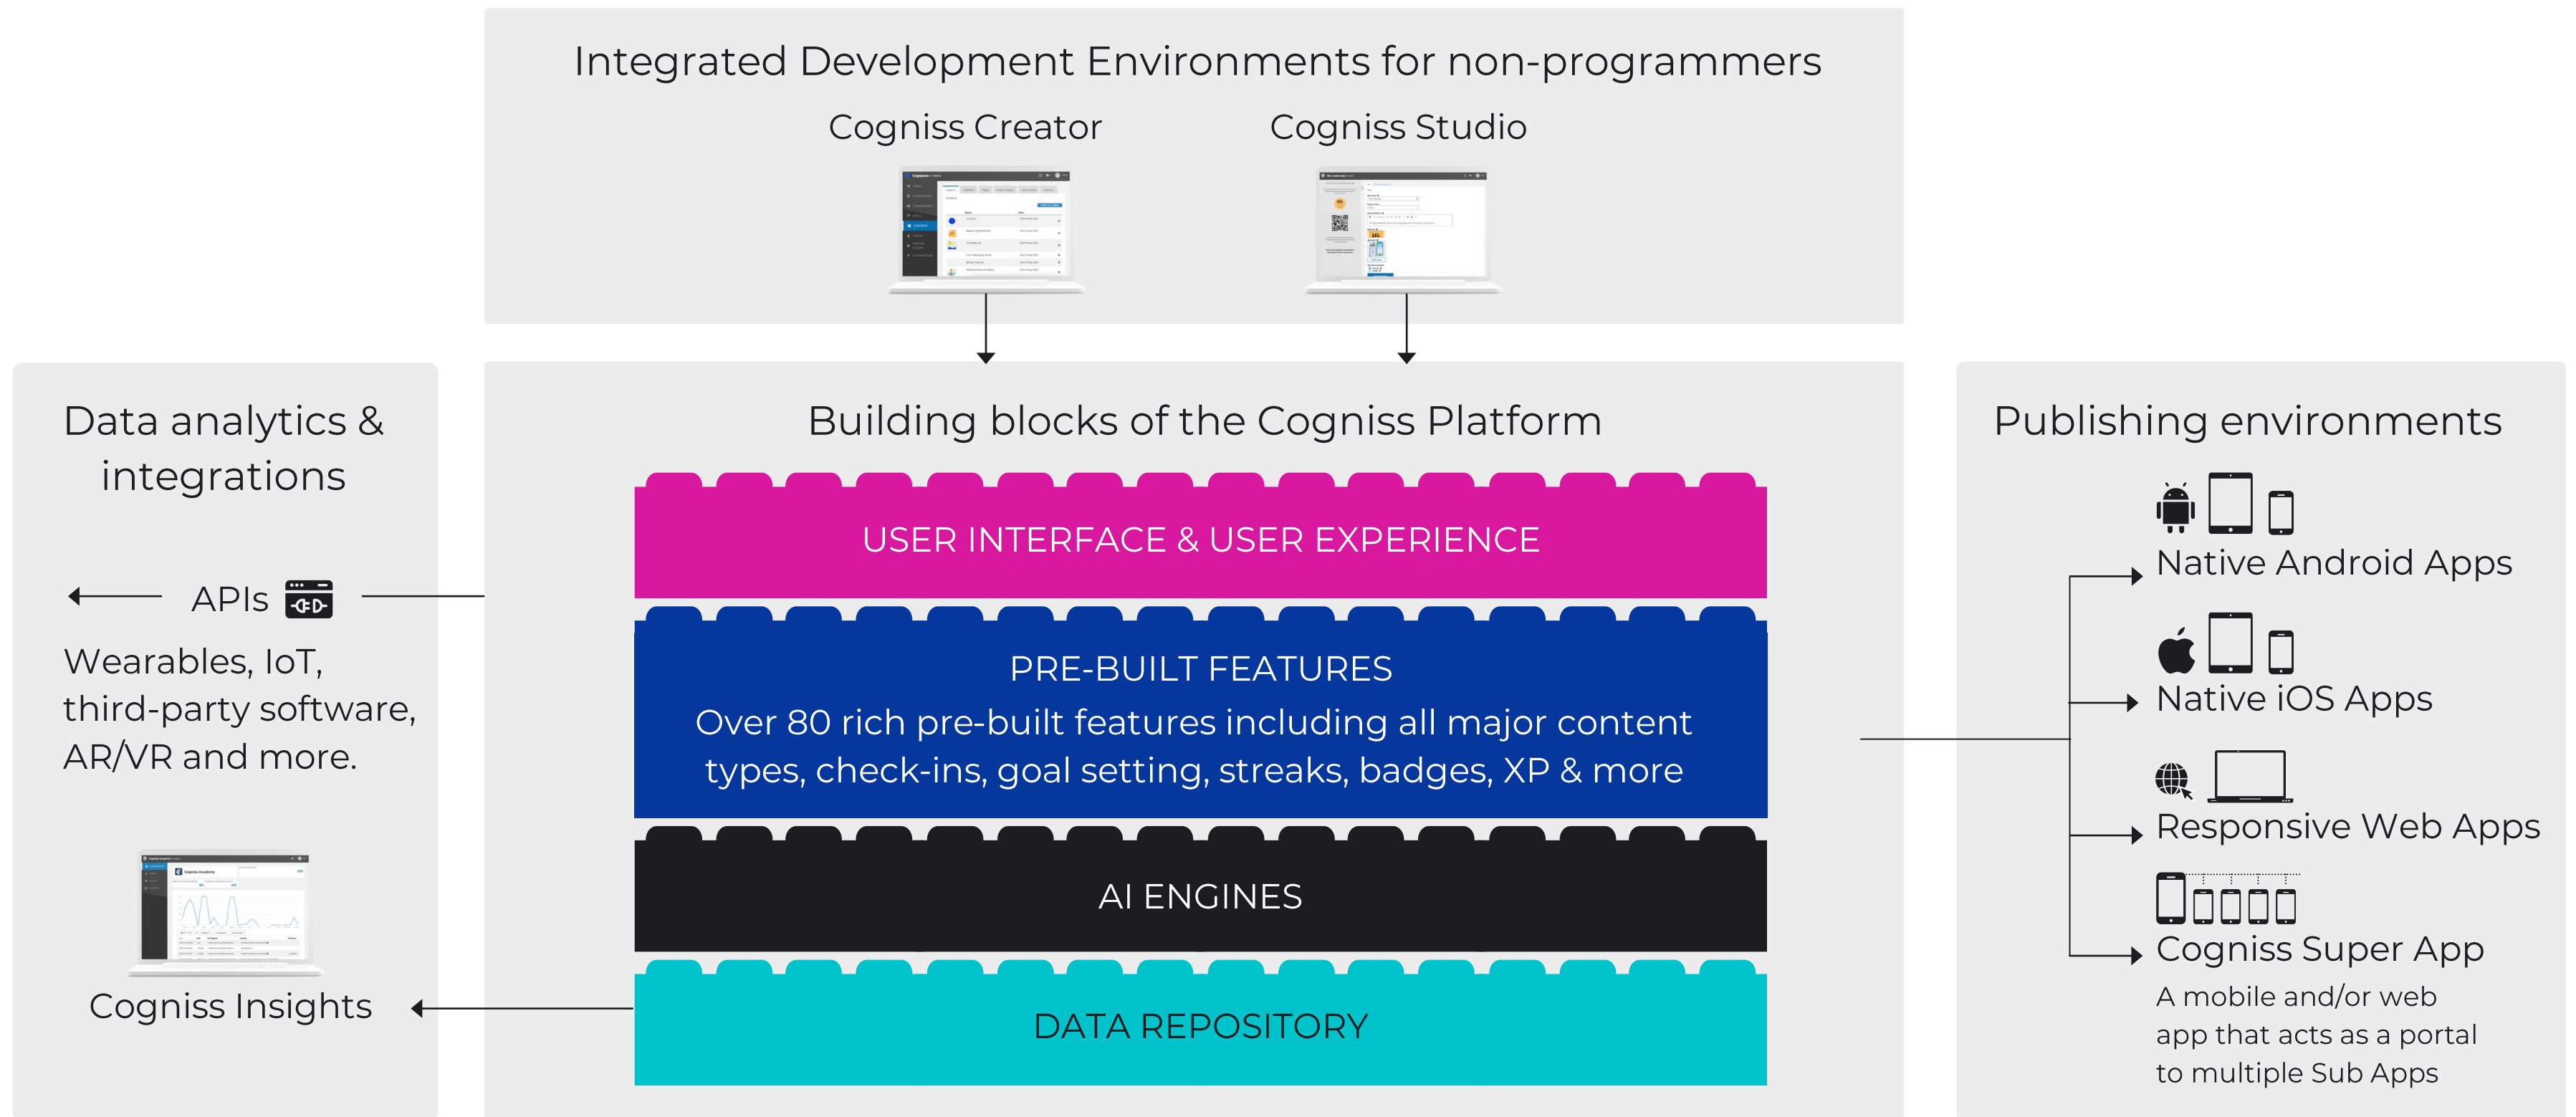 Integrated Development Environments for non-programmers
Cogniss Creator
Cogniss Studio
Data analytics &
integrations
APIs
Wearables, IoT,
third-party software,
AR/VR and more.
Cogniss Insights
Building blocks of the Cogniss Platform
USER INTERFACE & USER EXPERIENCE
PRE-BUILT FEATURES
Over 80 rich pre-built features including all major content
types, check-ins, goal setting, streaks, badges, XP & more
AI ENGINES
DATA REPOSITORY
Publishing environments
Native Android Apps
Native iOS Apps
Responsive Web Apps
Cogniss Super App
A mobile and/or web
app that acts as a portal
to multiple Sub Apps